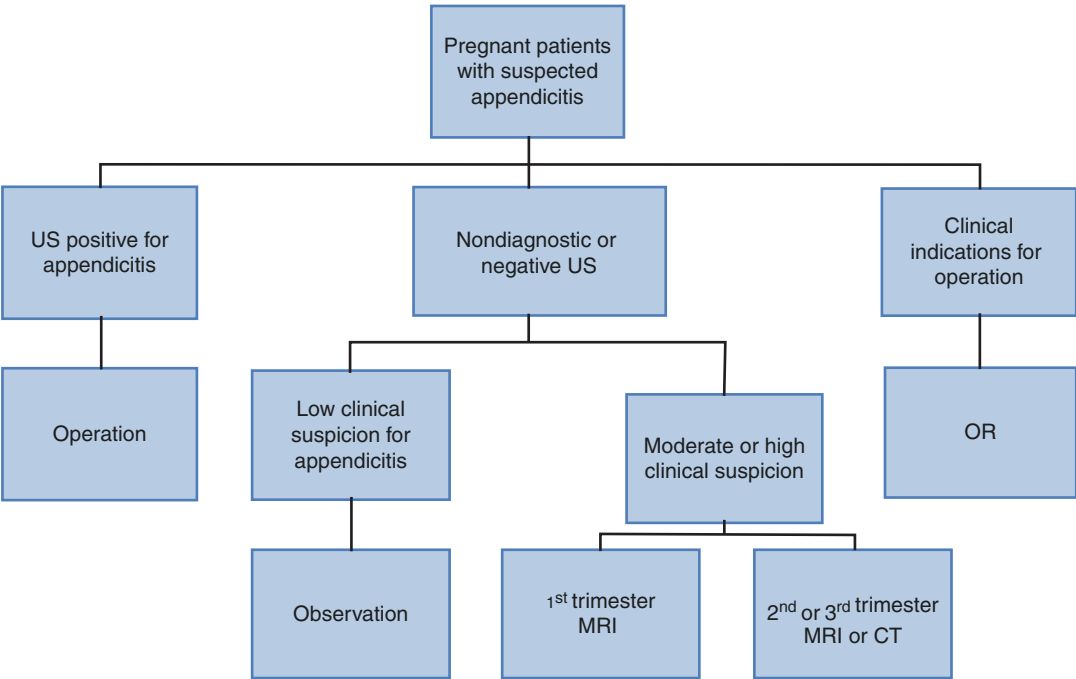 Pregnant patients
with suspected
appendicitis
US positive for
appendicitis
Nondiagnostic or
negative US
Clinical
indications for
operation
Operation
Low clinical
suspicion for
appendicitis
Moderate or high
clinical suspicion
OR
Observation
1st trimester
MRI
2nd or 3rd trimester
MRI or CT